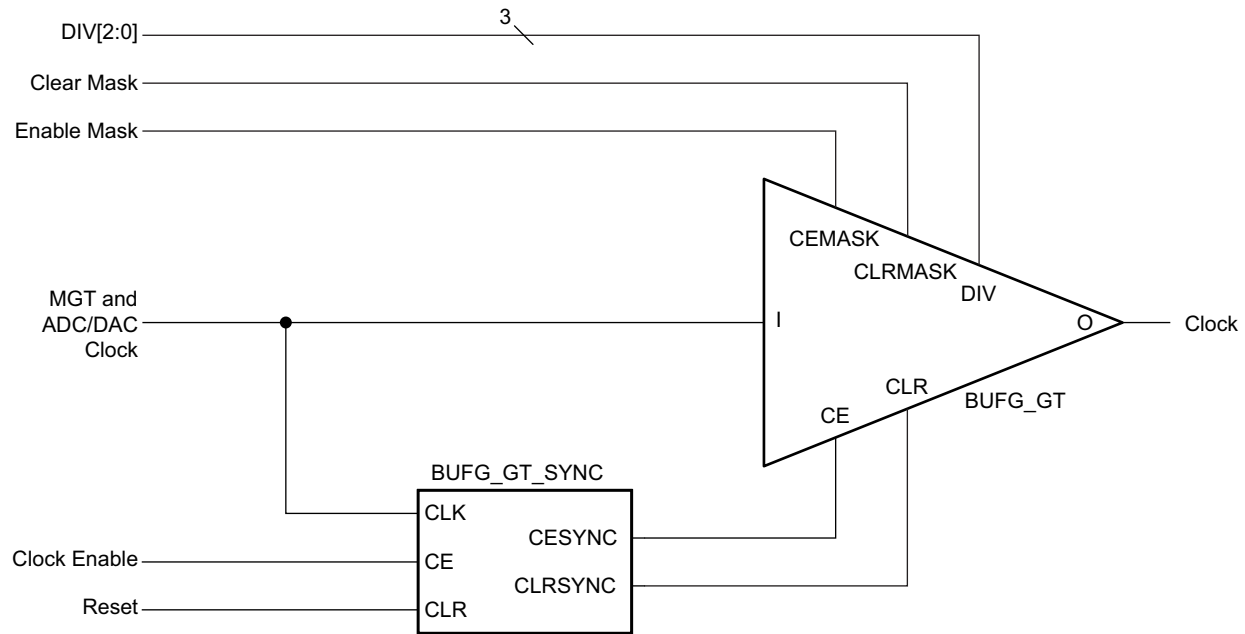 3
DIV[2:0]
Clear Mask
Enable Mask
CEMASK
CLRMASK
DIV
MGT and
ADC/DAC
Clock
I
O
Clock
CLR
BUFG_GT
CE
BUFG_GT_SYNC
CLK
CESYNC
Clock Enable
CE
CLRSYNC
Reset
CLR